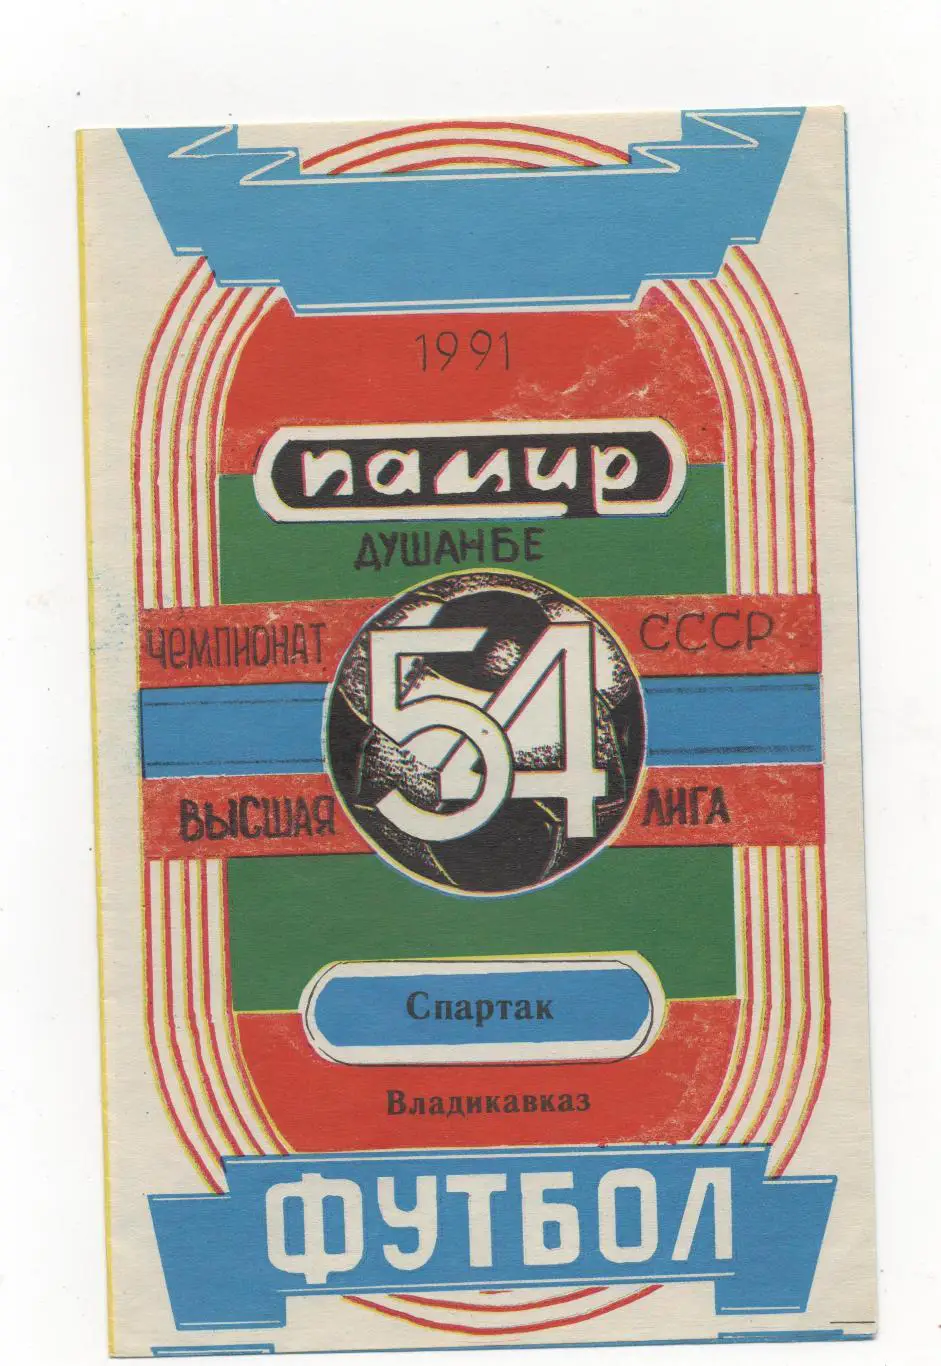 1991
памир
ДУШАНБЕ
ЧЕМПИОНАТ СССР
54
ВЫСШАЯ ЛИГА
Спартак
Владикавказ
ФУТБОЛ